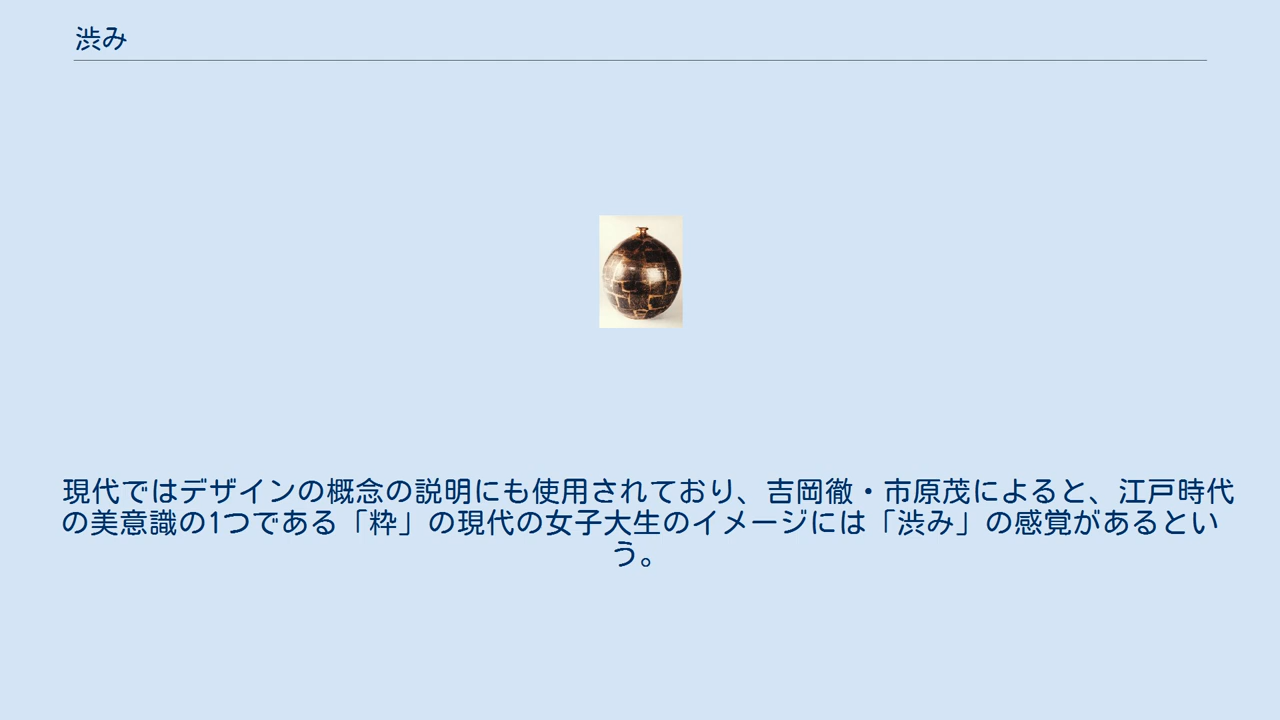 渋み
現代ではデザインの概念の説明にも使用されており、吉岡徹・市原茂によると、江戸時代
の美意識の1つである「粋」の現代の女子大生のイメージには「渋み」の感覚があるとい
う。